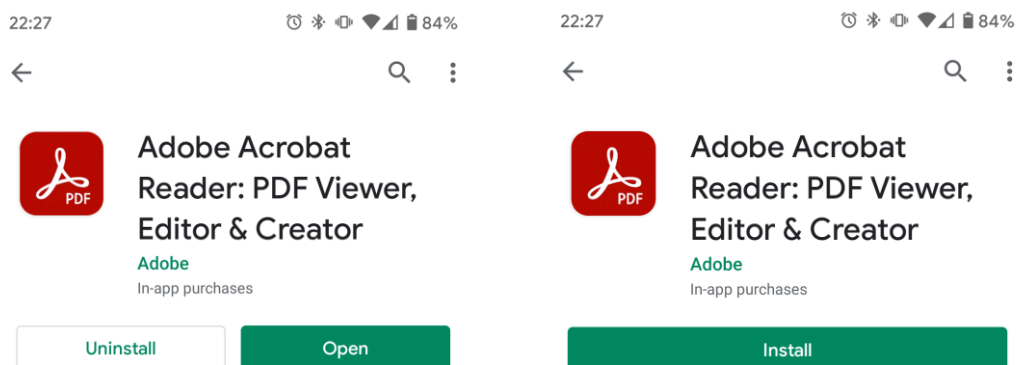 22:27
84%
PDF
Adobe Acrobat
Reader: PDF Viewer,
Editor & Creator
Adobe
In-app purchases
Uninstall
Open
22:27
84%
PDF
Adobe Acrobat
Reader: PDF Viewer,
Editor & Creator
Adobe
In-app purchases
Install